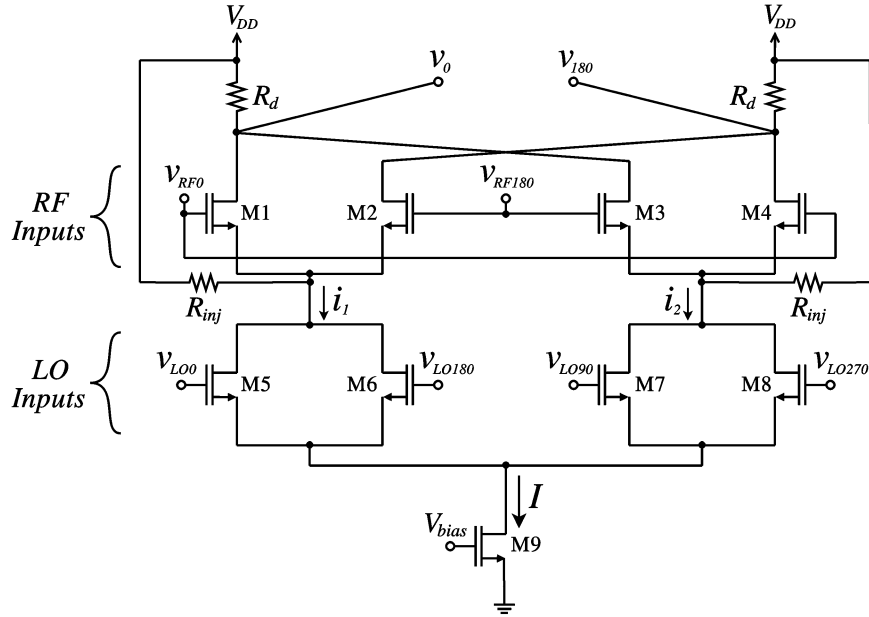 V_DD V_DD
v_0 v_180
R_d R_d
RF Inputs
v_RF0 v_RF180
M1 M2 M3 M4
R_inj i_1 i_2 R_inj
LO Inputs
v_LO0 v_LO180 v_LO90 v_LO270
M5 M6 M7 M8
I
V_bias M9